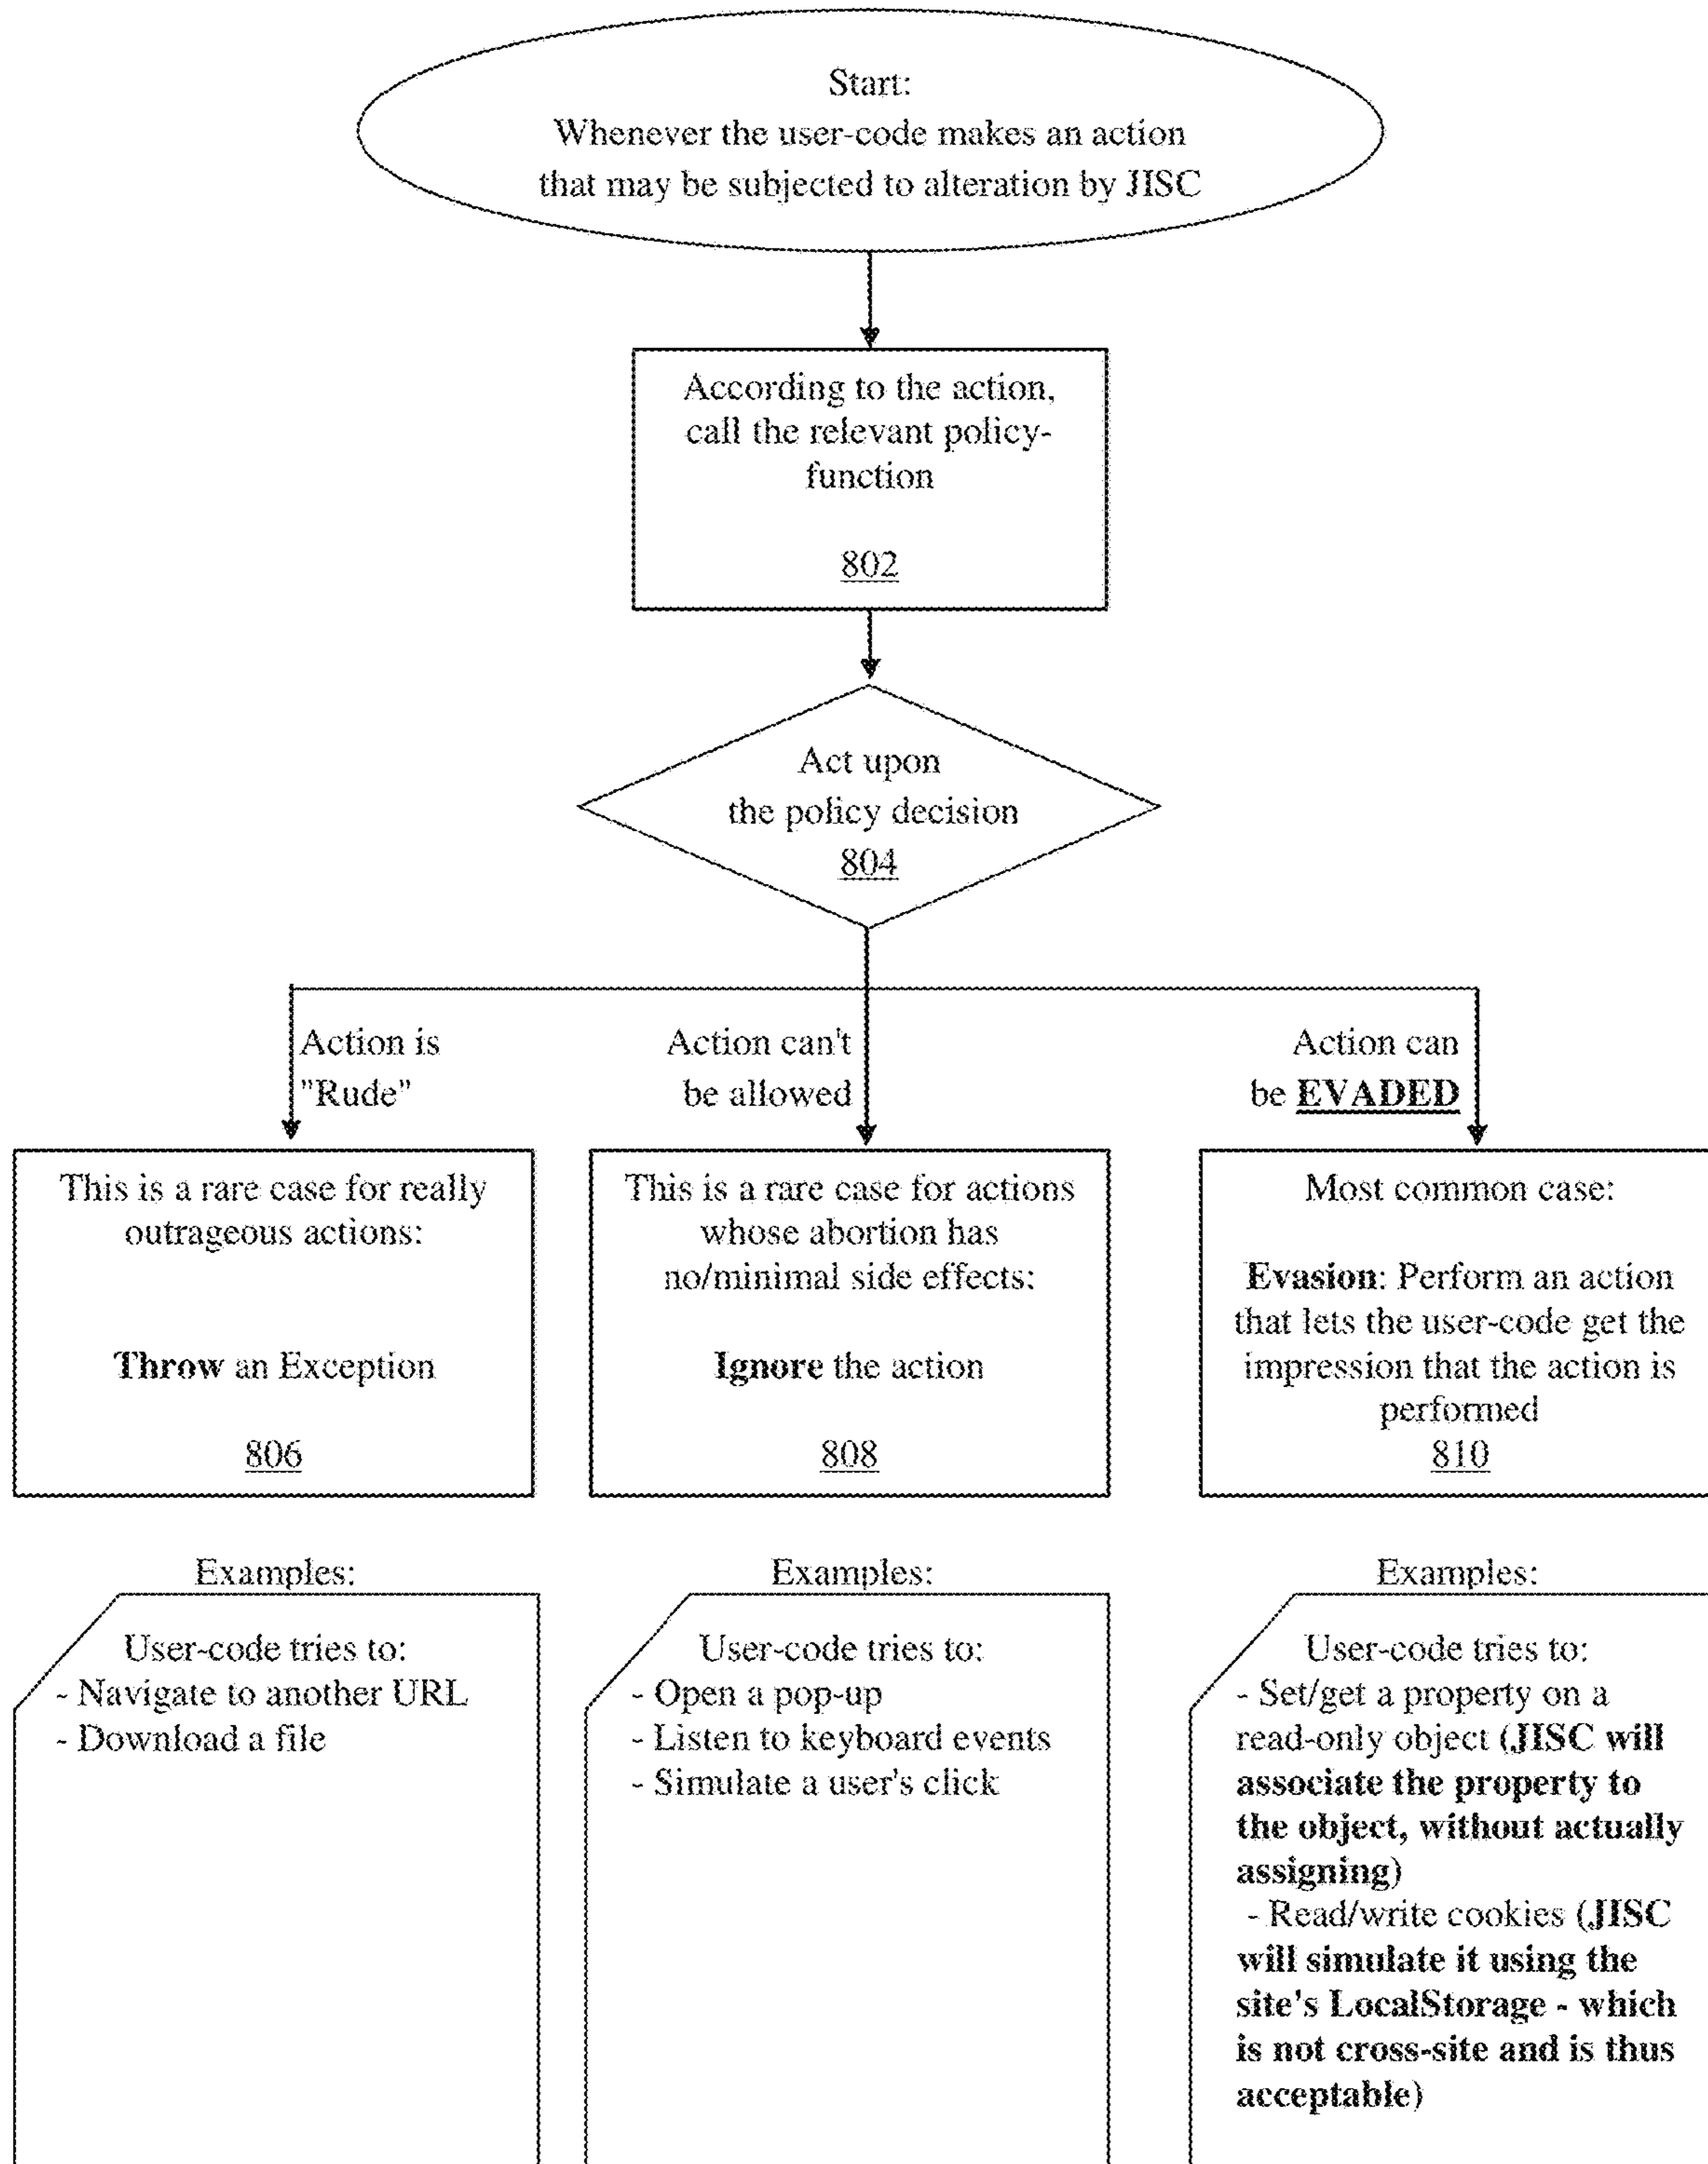 Start:
Whenever the user-code makes an action
that may be subjected to alteration by JISC
According to the action,
call the relevant policy-
function
802
Act upon
the policy decision
804
Action is
"Rude"
Action can't
be allowed
Action can
be EVADED
This is a rare case for really
outrageous actions:
Throw an Exception
806
This is a rare case for actions
whose abortion has
no/minimal side effects:
Ignore the action
808
Most common case:
Evasion: Perform an action
that lets the user-code get the
impression that the action is
performed
810
Examples:
User-code tries to:
- Navigate to another URL
- Download a file
Examples:
User-code tries to:
- Open a pop-up
- Listen to keyboard events
- Simulate a user's click
Examples:
User-code tries to:
- Set/get a property on a
read-only object (JISC will
associate the property to
the object, without actually
assigning)
- Read/write cookies (JISC
will simulate it using the
site's LocalStorage - which
is not cross-site and is thus
acceptable)